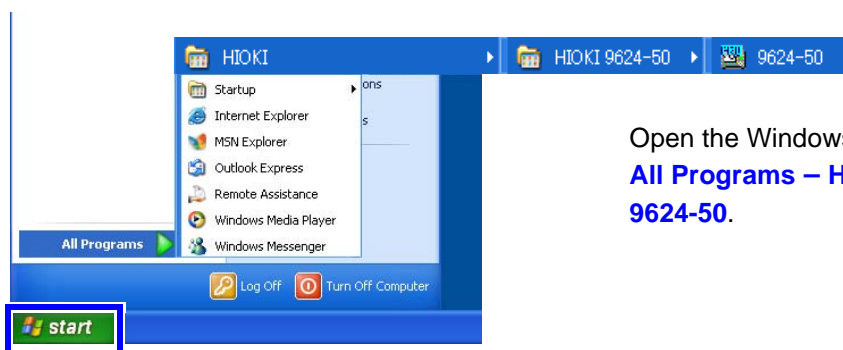 HIOKI HIOKI 9624-50 9624-50
Startup
ons
Internet Explorer
s
MSN Explorer
Outlook Express
Remote Assistance
Windows Media Player
All Programs Windows Messenger
Log Off Turn Off Computer
start
Open the Windows
All Programs – H
9624-50.